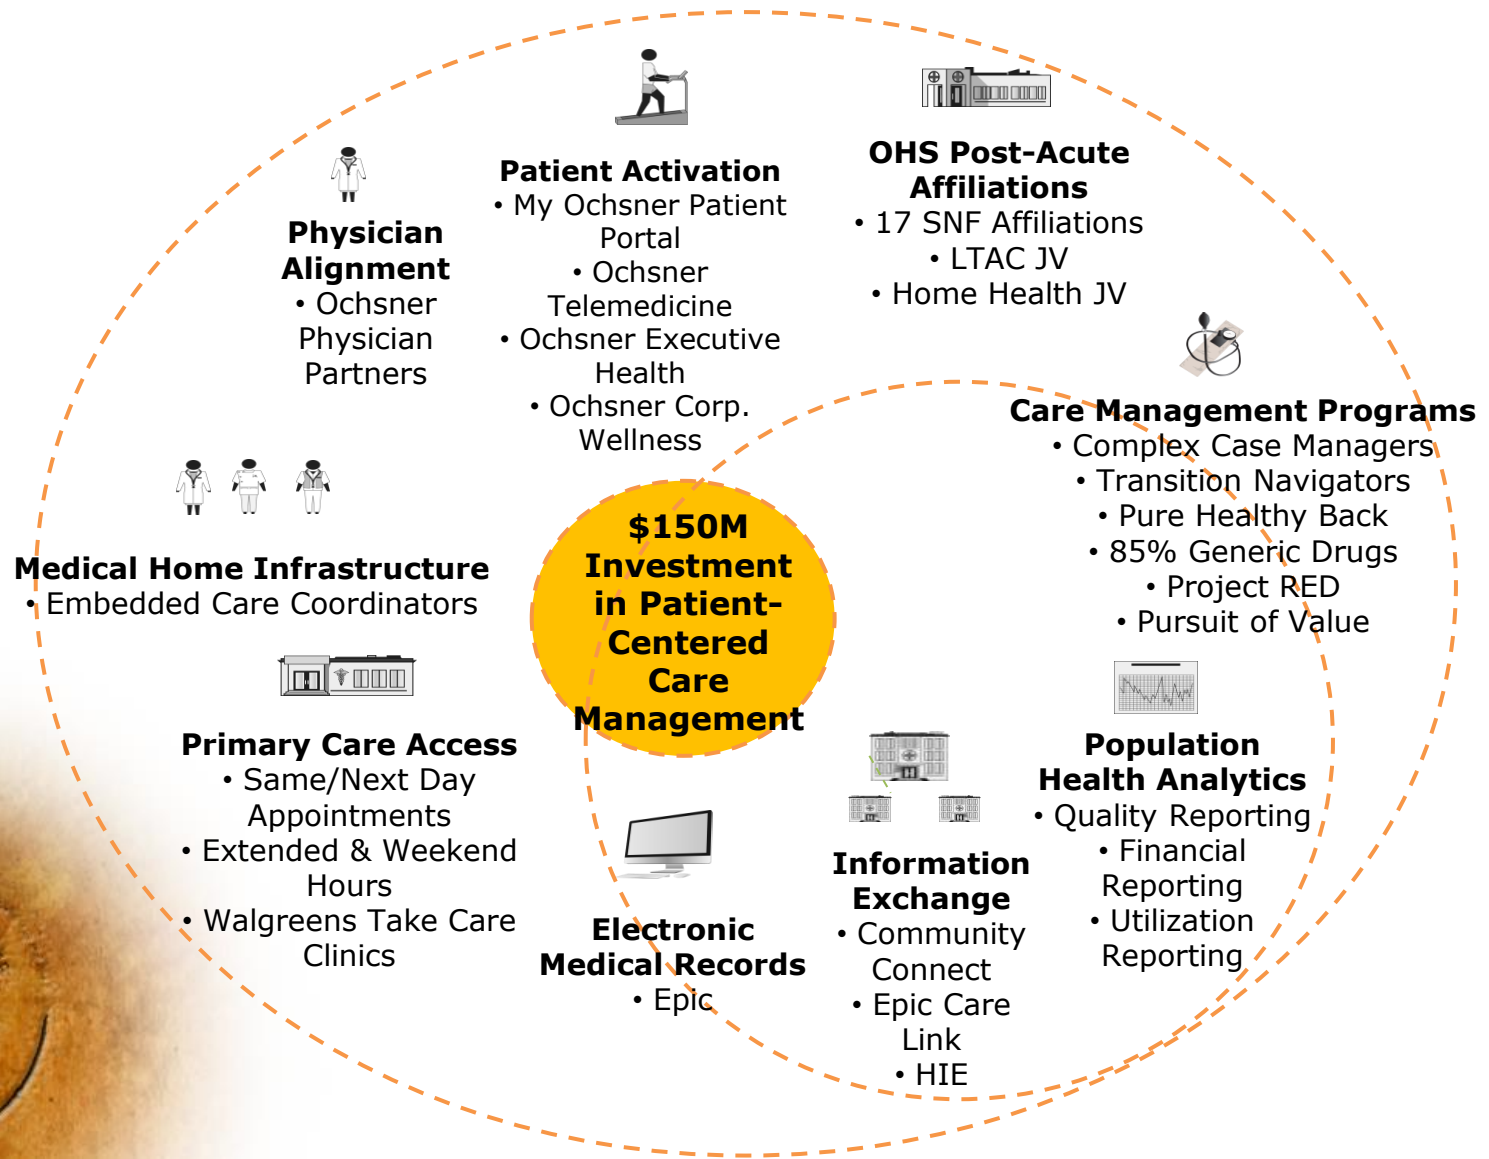 Patient Activation
• My Ochsner Patient
Portal
• Ochsner
Telemedicine
• Ochsner Executive
Health
• Ochsner Corp.
Wellness
OHS Post-Acute
Affiliations
• 17 SNF Affiliations
• LTAC JV
• Home Health JV
Physician
Alignment
• Ochsner
Physician
Partners
Care Management Programs
• Complex Case Managers
• Transition Navigators
• Pure Healthy Back
• 85% Generic Drugs
• Project RED
• Pursuit of Value
Medical Home Infrastructure
• Embedded Care Coordinators
$150M
Investment
in Patient-
Centered
Care
Management
Primary Care Access
• Same/Next Day
Appointments
• Extended & Weekend
Hours
• Walgreens Take Care
Clinics
Electronic
Medical Records
• Epic
Information
Exchange
• Community
Connect
• Epic Care
Link
• HIE
Population
Health Analytics
• Quality Reporting
• Financial
Reporting
• Utilization
Reporting